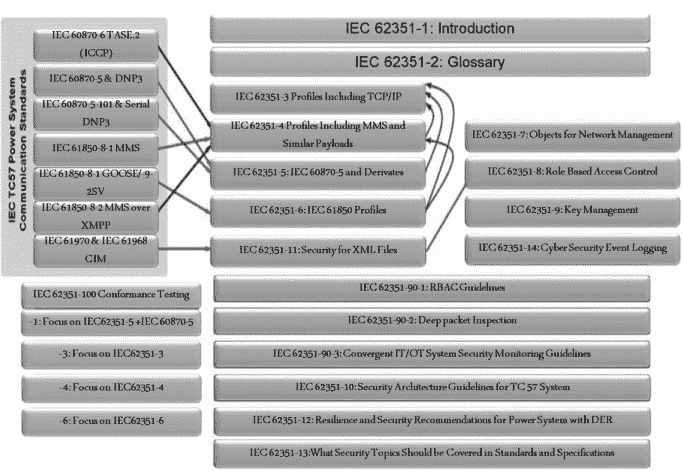 IEC TC57 Power System
Communication Standards
IEC 60870-6 TASE.2
(ICCP)
IEC 60870-5 & DNP3
IEC 60870-5-101 & Serial
DNP3
IEC 61850-8-1 MMS
IEC 61850-8-1 GOOSE/ 9-
2SV
IEC 61850-8-2 MMS over
XMPP
IEC 61970 & IEC 61968
CIM
IEC 62351-1: Introduction
IEC 62351-2: Glossary
IEC 62351-3 Profiles Including TCP/IP
IEC 62351-4 Profiles Including MMS and
Similar Payloads
IEC 62351-5: IEC 60870-5 and Derivates
IEC 62351-6: IEC 61850 Profiles
IEC 62351-11: Security for XML Files
IEC 62351-7: Objects for Network Management
IEC 62351-8: Role Based Access Control
IEC 62351-9: Key Management
IEC 62351-14: Cyber Security Event Logging
IEC 62351-100 Conformance Testing
-1: Focus on IEC62351-5 +IEC 60870-5
-3: Focus on IEC62351-3
-4: Focus on IEC62351-4
-6: Focus on IEC62351-6
IEC 62351-90-1: RBAC Guidelines
IEC 62351-90-2: Deep packet Inspection
IEC 62351-90-3: Convergent IT/OT System Security Monitoring Guidelines
IEC 62351-10: Security Architecture Guidelines for TC 57 System
IEC 62351-12: Resilience and Security Recommendations for Power System with DER
IEC 62351-13:What Security Topics Should be Covered in Standards and Specifications